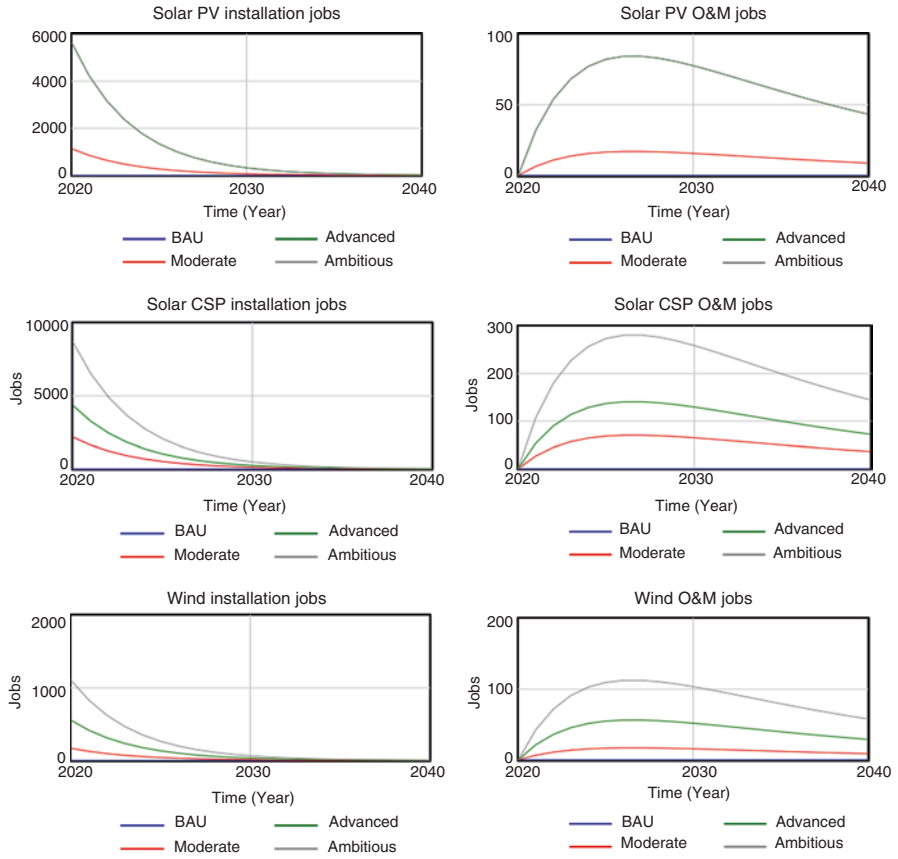 Solar PV installation jobs
6000
4000
2000
0
2020
2030
2040
Time (Year)
BAU
Advanced
Moderate
Ambitious
Solar PV O&M jobs
100
50
0
2020
2030
2040
Time (Year)
BAU
Advanced
Moderate
Ambitious
Solar CSP installation jobs
10000
5000
0
Jobs
2020
2030
2040
Time (Year)
BAU
Advanced
Moderate
Ambitious
Solar CSP O&M jobs
300
200
100
0
Jobs
2020
2030
2040
Time (Year)
BAU
Advanced
Moderate
Ambitious
Wind installation jobs
2000
1000
0
Jobs
2020
2030
2040
Time (Year)
BAU
Advanced
Moderate
Ambitious
Wind O&M jobs
200
100
0
Jobs
2020
2030
2040
Time (Year)
BAU
Advanced
Moderate
Ambitious